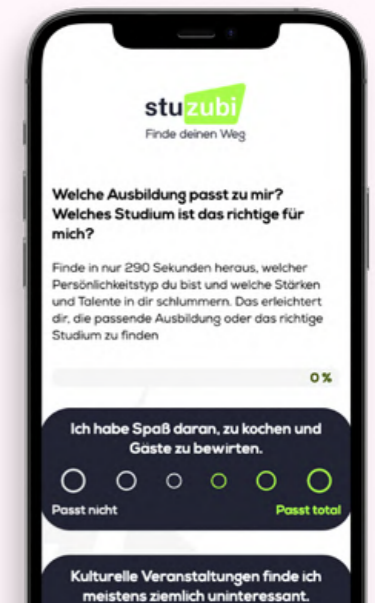 stuzubi
Finde deinen Weg
Welche Ausbildung passt zu mir?
Welches Studium ist das richtige für
mich?
Finde in nur 290 Sekunden heraus, welcher
Persönlichkeitstyp du bist und welche Stärken
und Talente in dir schlummern. Das erleichtert
dir, die passende Ausbildung oder das richtige
Studium zu finden
0 %
Ich habe Spaß daran, zu kochen und
Gäste zu bewirten.
Passt nicht Passt total
Kulturelle Veranstaltungen finde ich
meistens ziemlich uninteressant.